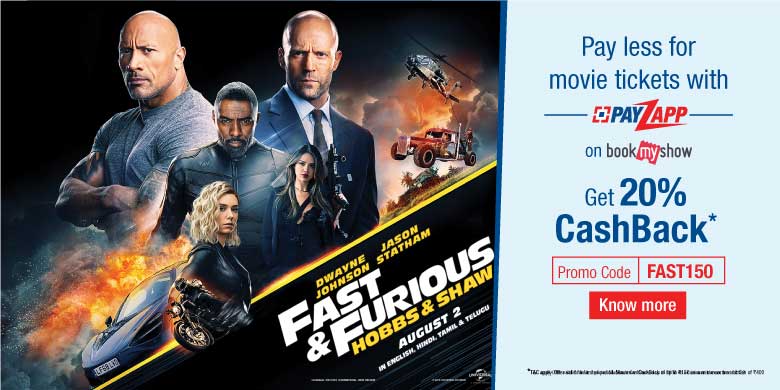 DWAYNE JOHNSON
JASON STATHAM
FAST
& FURIOUS
HOBBS & SHAW
AUGUST 2
IN ENGLISH, HINDI, TAMIL & TELUGU
UNIVERSAL
Pay less for
movie tickets with
PAYZAPP
on bookmyshow
Get 20%
CashBack*
Promo Code FAST150
Know more